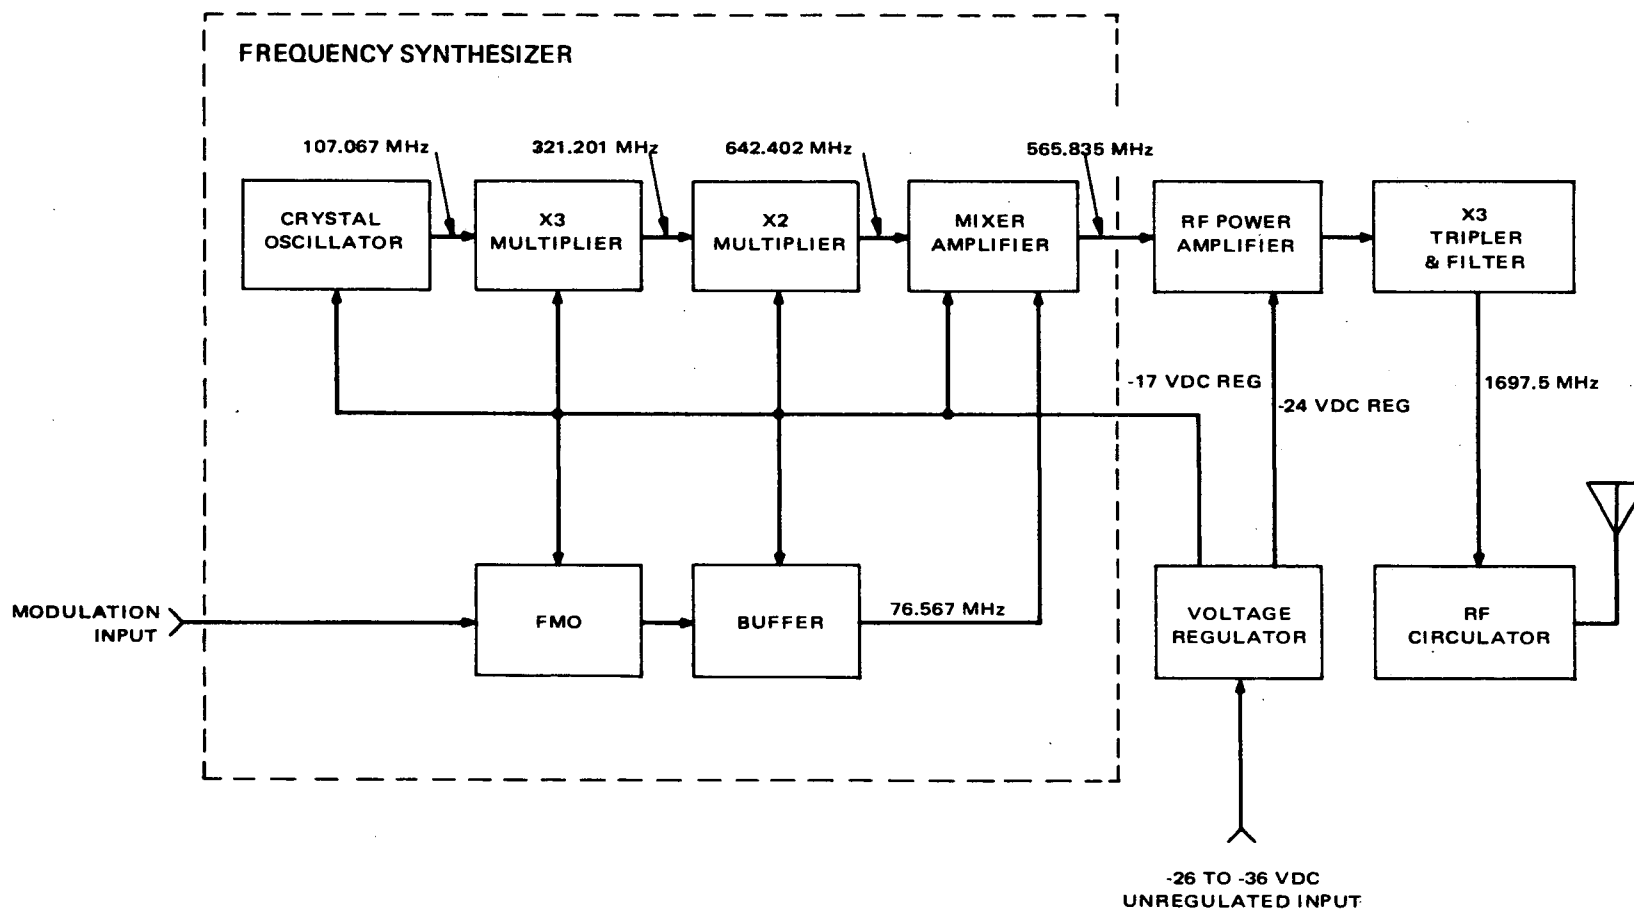 FREQUENCY SYNTHESIZER
107.067 MHz
321.201 MHz
642.402 MHz
565.835 MHz
CRYSTAL
OSCILLATOR
X3
MULTIPLIER
X2
MULTIPLIER
MIXER
AMPLIFIER
RF POWER
AMPLIFIER
X3
TRIPLER
& FILTER
-17 VDC REG
-24 VDC REG
1697.5 MHz
MODULATION
INPUT
FMO
BUFFER
76.567 MHz
VOLTAGE
REGULATOR
RF
CIRCULATOR
-26 TO -36 VDC
UNREGULATED INPUT